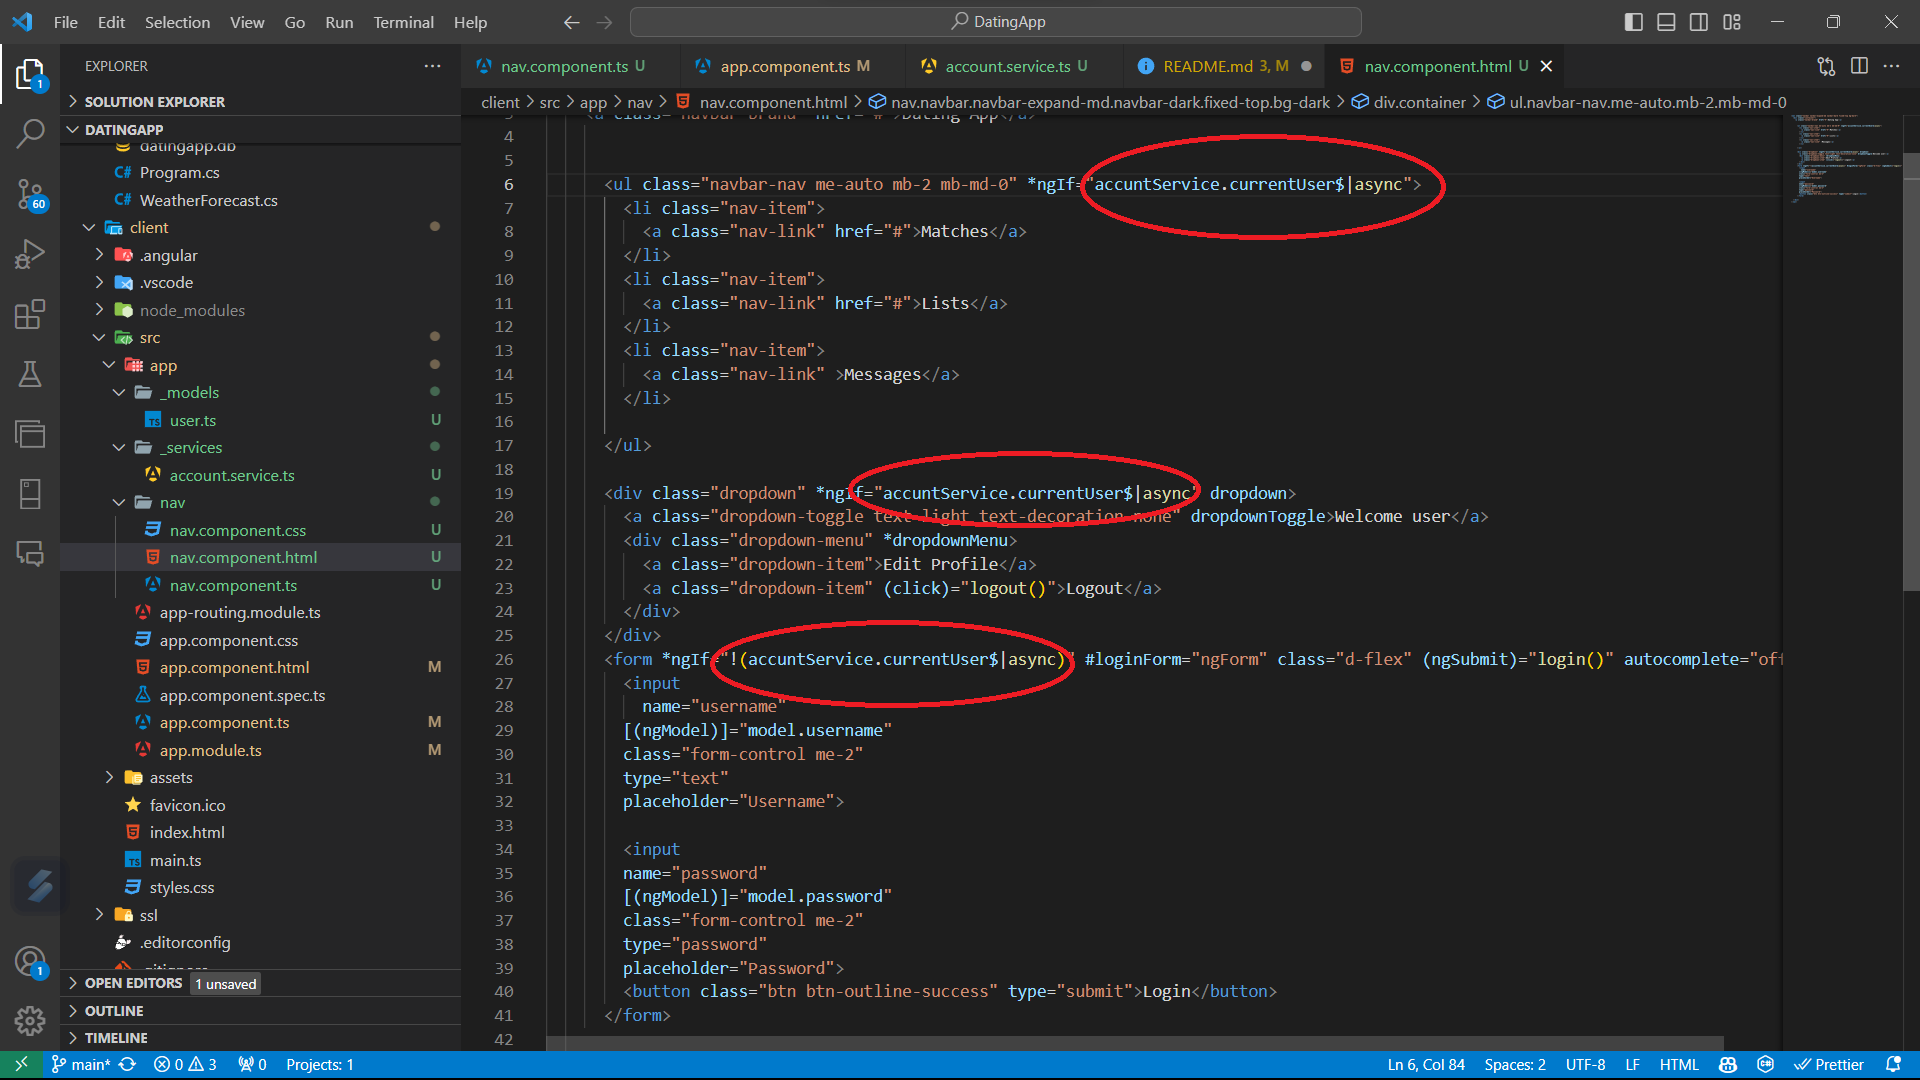 File Edit Selection View Go Run Terminal Help
DatingApp
EXPLORER
SOLUTION EXPLORER
DATINGAPP
datingapp.db
C# Program.cs
C# WeatherForecast.cs
client
.angular
.vscode
node_modules
src
app
_models
TS user.ts U
_services
account.service.ts U
nav
nav.component.css U
nav.component.html U
nav.component.ts U
app-routing.module.ts
app.component.css
app.component.html M
app.component.spec.ts
app.component.ts M
app.module.ts M
assets
favicon.ico
index.html
TS main.ts
styles.css
ssl
.editorconfig
.gitignore
OPEN EDITORS 1 unsaved
OUTLINE
TIMELINE
1
60
1
nav.component.ts U
app.component.ts M
account.service.ts U
README.md 3, M
nav.component.html U
client > src > app > nav > nav.component.html > nav.navbar.navbar-expand-md.navbar-dark.fixed-top.bg-dark > div.container > ul.navbar-nav.me-auto.mb-2.mb-md-0
3 <a class="navbar-brand" href="#">Dating App</a>
4
5
6 <ul class="navbar-nav me-auto mb-2 mb-md-0" *ngIf="accuntService.currentUser$|async">
7 <li class="nav-item">
8 <a class="nav-link" href="#">Matches</a>
9 </li>
10 <li class="nav-item">
11 <a class="nav-link" href="#">Lists</a>
12 </li>
13 <li class="nav-item">
14 <a class="nav-link" >Messages</a>
15 </li>
16
17 </ul>
18
19 <div class="dropdown" *ngIf="accuntService.currentUser$|async" dropdown>
20 <a class="dropdown-toggle text-light text-decoration-none" dropdownToggle>Welcome user</a>
21 <div class="dropdown-menu" *dropdownMenu>
22 <a class="dropdown-item">Edit Profile</a>
23 <a class="dropdown-item" (click)="logout()">Logout</a>
24 </div>
25 </div>
26 <form *ngIf="!(accuntService.currentUser$|async)" #loginForm="ngForm" class="d-flex" (ngSubmit)="login()" autocomplete="off
27 <input
28 name="username"
29 [(ngModel)]="model.username"
30 class="form-control me-2"
31 type="text"
32 placeholder="Username">
33
34 <input
35 name="password"
36 [(ngModel)]="model.password"
37 class="form-control me-2"
38 type="password"
39 placeholder="Password">
40 <button class="btn btn-outline-success" type="submit">Login</button>
41 </form>
42
main* 0 3 0 Projects: 1
Ln 6, Col 84 Spaces: 2 UTF-8 LF HTML Prettier